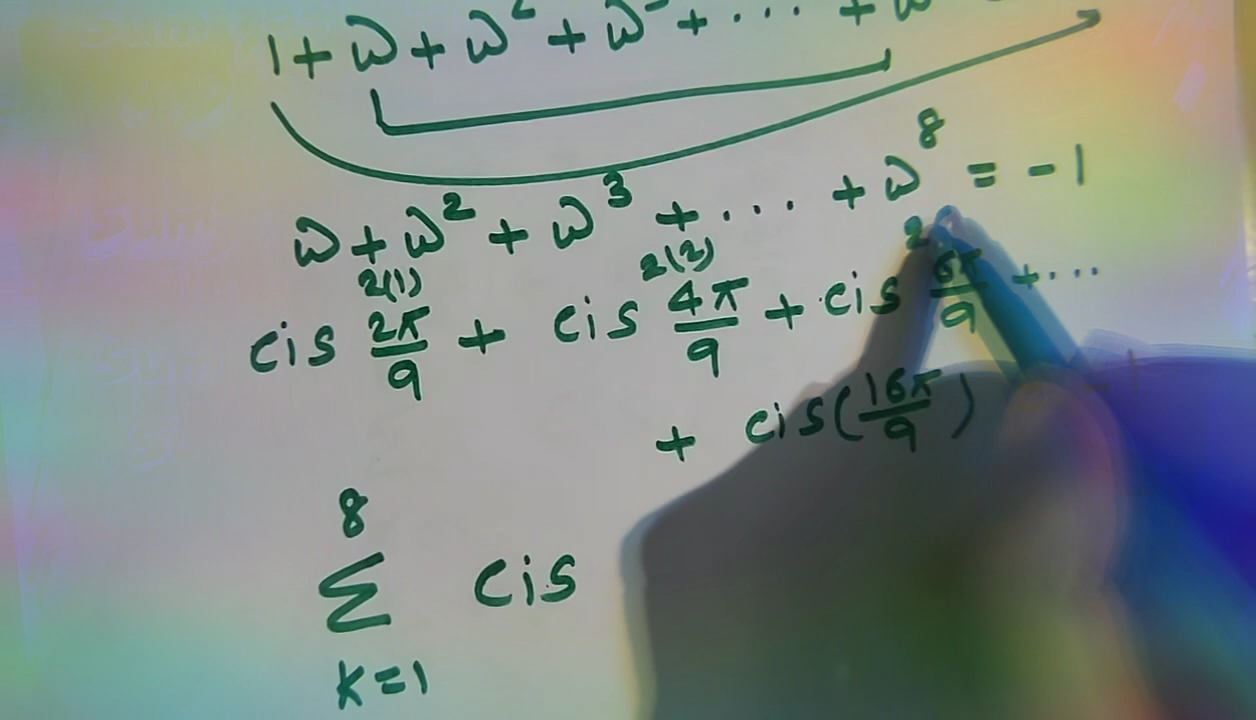 1 + ω + ω² + ω + ... + ω
ω + ω² + ω³ + ... + ω⁸ = -1
2(1) 2(2) 2
cis 2π/9 + cis 4π/9 + cis 6π/9 + ...
+ cis(16π/9)
8
Σ cis
K=1